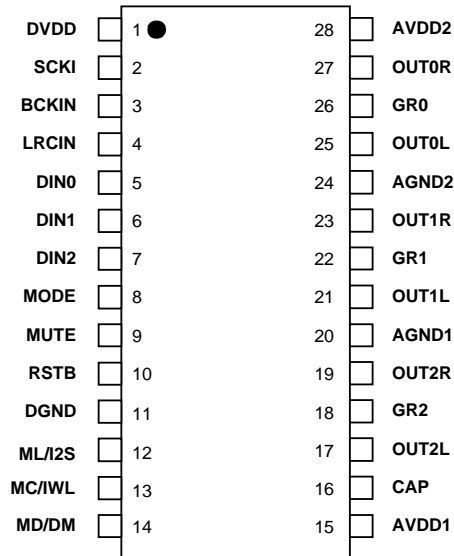 DVDD 1 28 AVDD2
SCKI 2 27 OUT0R
BCKIN 3 26 GR0
LRCIN 4 25 OUT0L
DIN0 5 24 AGND2
DIN1 6 23 OUT1R
DIN2 7 22 GR1
MODE 8 21 OUT1L
MUTE 9 20 AGND1
RSTB 10 19 OUT2R
DGND 11 18 GR2
ML/I2S 12 17 OUT2L
MC/IWL 13 16 CAP
MD/DM 14 15 AVDD1